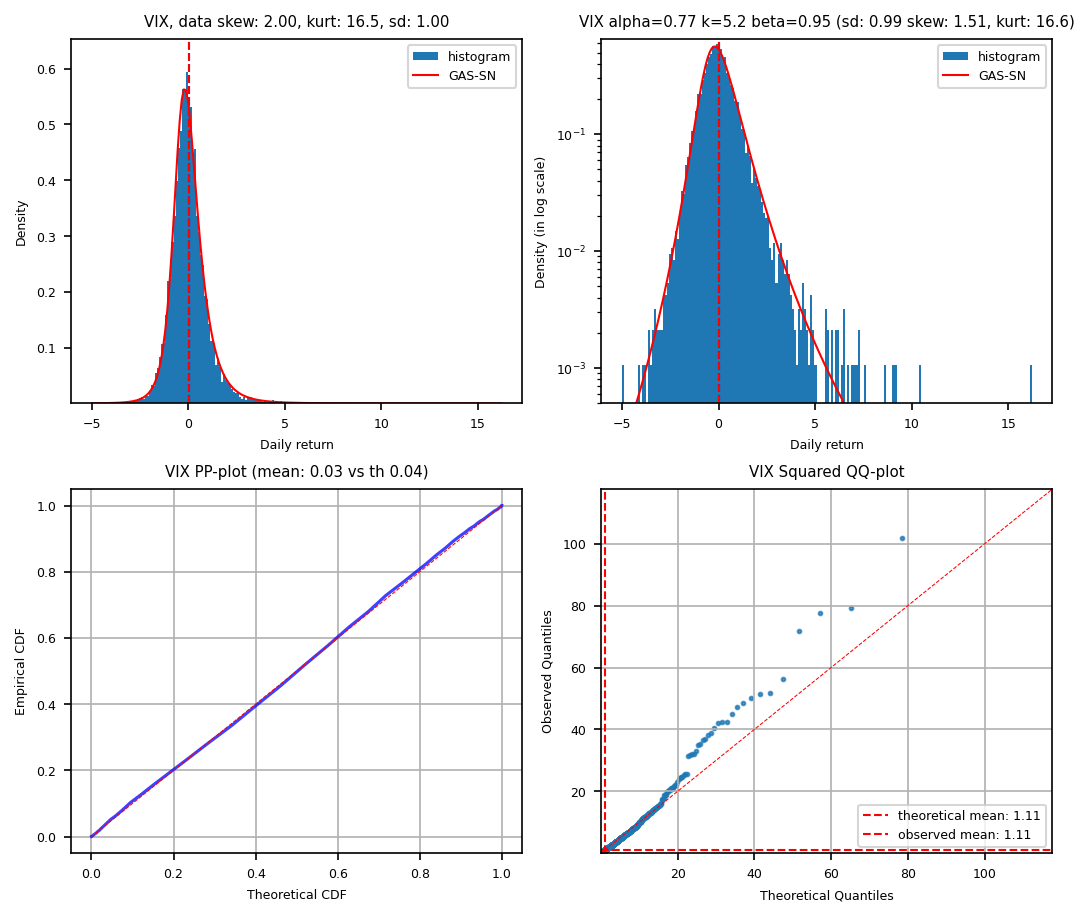 VIX, data skew: 2.00, kurt: 16.5, sd: 1.00
0.6
0.5
0.4
0.3
0.2
0.1
Density
histogram
GAS-SN
−5
0
5
10
15
Daily return
VIX alpha=0.77 k=5.2 beta=0.95 (sd: 0.99 skew: 1.51, kurt: 16.6)
10−1
10−2
10−3
Density (in log scale)
histogram
GAS-SN
−5
0
5
10
15
Daily return
VIX PP-plot (mean: 0.03 vs th 0.04)
1.0
0.8
0.6
0.4
0.2
0.0
Empirical CDF
0.0
0.2
0.4
0.6
0.8
1.0
Theoretical CDF
VIX Squared QQ-plot
100
80
60
40
20
Observed Quantiles
theoretical mean: 1.11
observed mean: 1.11
20
40
60
80
100
Theoretical Quantiles